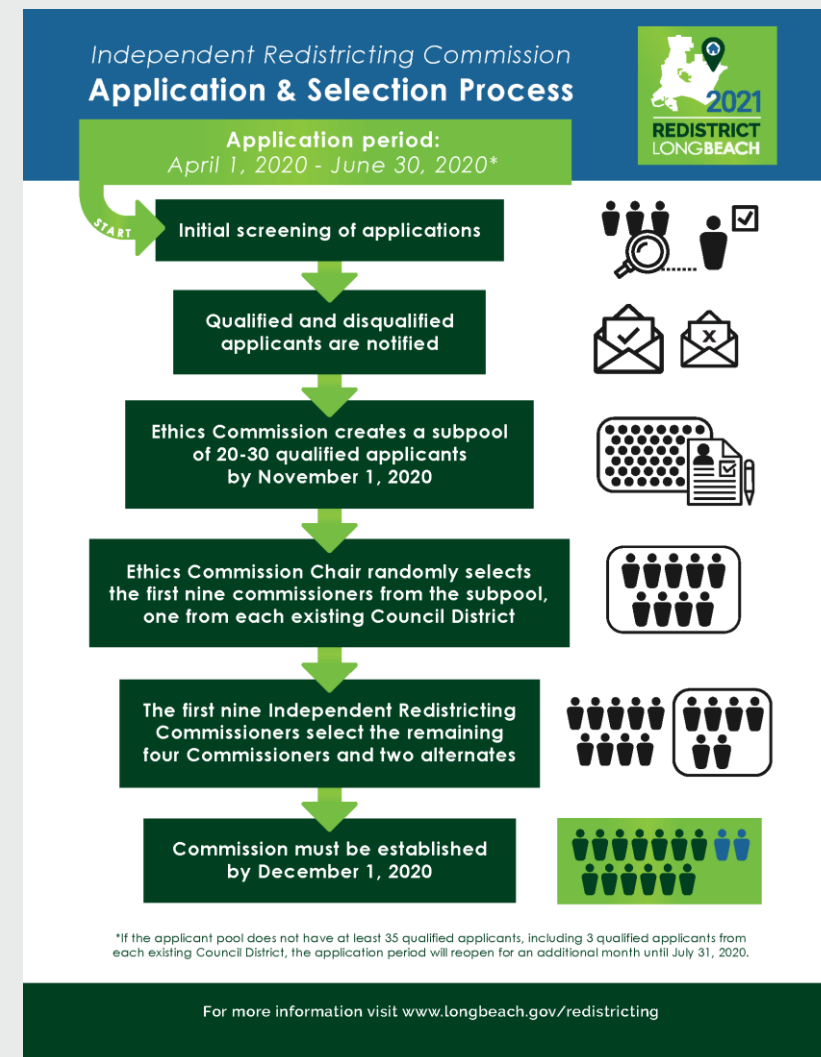 Independent Redistricting Commission
Application & Selection Process
2021
REDISTRICT
LONGBEACH
Application period:
April 1, 2020 - June 30, 2020*
START
Initial screening of applications
Qualified and disqualified
applicants are notified
Ethics Commission creates a subpool
of 20-30 qualified applicants
by November 1, 2020
Ethics Commission Chair randomly selects
the first nine commissioners from the subpool,
one from each existing Council District
The first nine Independent Redistricting
Commissioners select the remaining
four Commissioners and two alternates
Commission must be established
by December 1, 2020
*If the applicant pool does not have at least 35 qualified applicants, including 3 qualified applicants from
each existing Council District, the application period will reopen for an additional month until July 31, 2020.
For more information visit www.longbeach.gov/redistricting